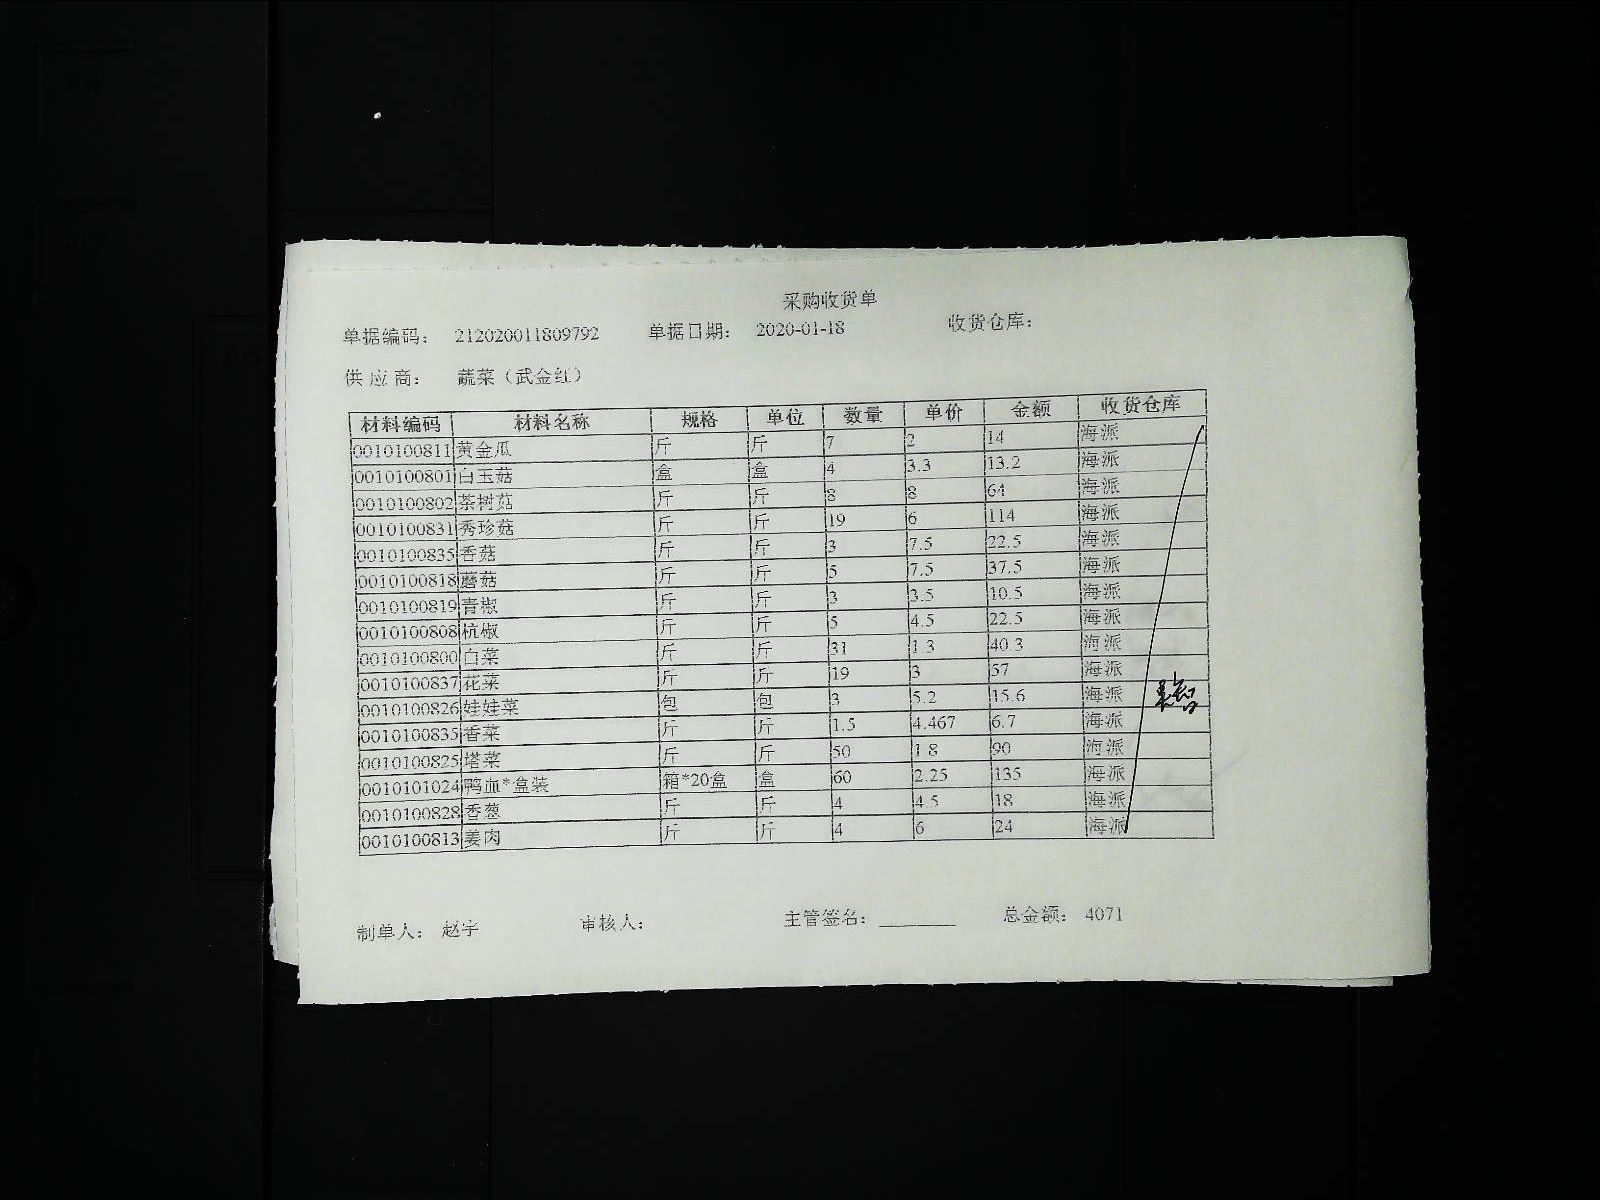 采购收货单
单据编码： 212020011809792 单据日期： 2020-01-18 收货仓库：
供应商： 蔬菜（武金红）
材料编码 材料名称 规格 单位 数量 单价 金额 收货仓库
0010100811 黄金瓜 斤 斤 7 2 14 海派
0010100801 白玉菇 盒 盒 4 3.3 13.2 海派
0010100802 茶树菇 斤 斤 8 8 64 海派
0010100831 秀珍菇 斤 斤 19 6 114 海派
0010100835 香菇 斤 斤 3 7.5 22.5 海派
0010100818 蘑菇 斤 斤 5 7.5 37.5 海派
0010100819 青椒 斤 斤 3 3.5 10.5 海派
0010100808 杭椒 斤 斤 5 4.5 22.5 海派
0010100800 白菜 斤 斤 31 1.3 40.3 海派
0010100837 花菜 斤 斤 19 3 57 海派
0010100826 娃娃菜 包 包 3 5.2 15.6 海派
0010100835 香菜 斤 斤 1.5 4.467 6.7 海派
0010100825 塔菜 斤 斤 50 1.8 90 海派
0010101024 鸭血*盒装 箱*20盒 盒 60 2.25 135 海派
0010100828 香葱 斤 斤 4 4.5 18 海派
0010100813 姜肉 斤 斤 4 6 24 海派
制单人： 赵宇 审核人： 主管签名： 总金额： 4071